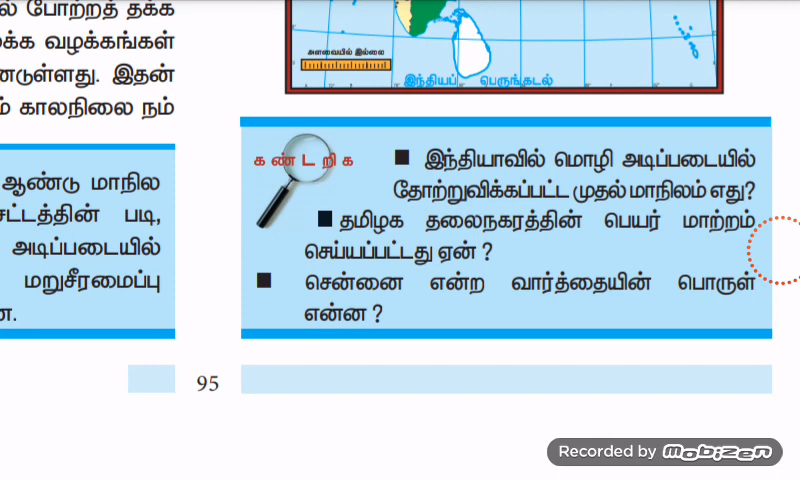 ல் போற்றத் தக்க
க்க வழக்கங்கள்
டுள்ளது. இதன்
ம் காலநிலை நம்
அளவையில் இல்லை
இந்தியப் பெருங்கடல்
ஆண்டு மாநில
சட்டத்தின் படி,
அடிப்படையில்
மறுசீரமைப்பு
ன.
கண்டறிக
■ இந்தியாவில் மொழி அடிப்படையில்
தோற்றுவிக்கப்பட்ட முதல் மாநிலம் எது?
■ தமிழக தலைநகரத்தின் பெயர் மாற்றம்
செய்யப்பட்டது ஏன் ?
■ சென்னை என்ற வார்த்தையின் பொருள்
என்ன ?
95
Recorded by mobizen